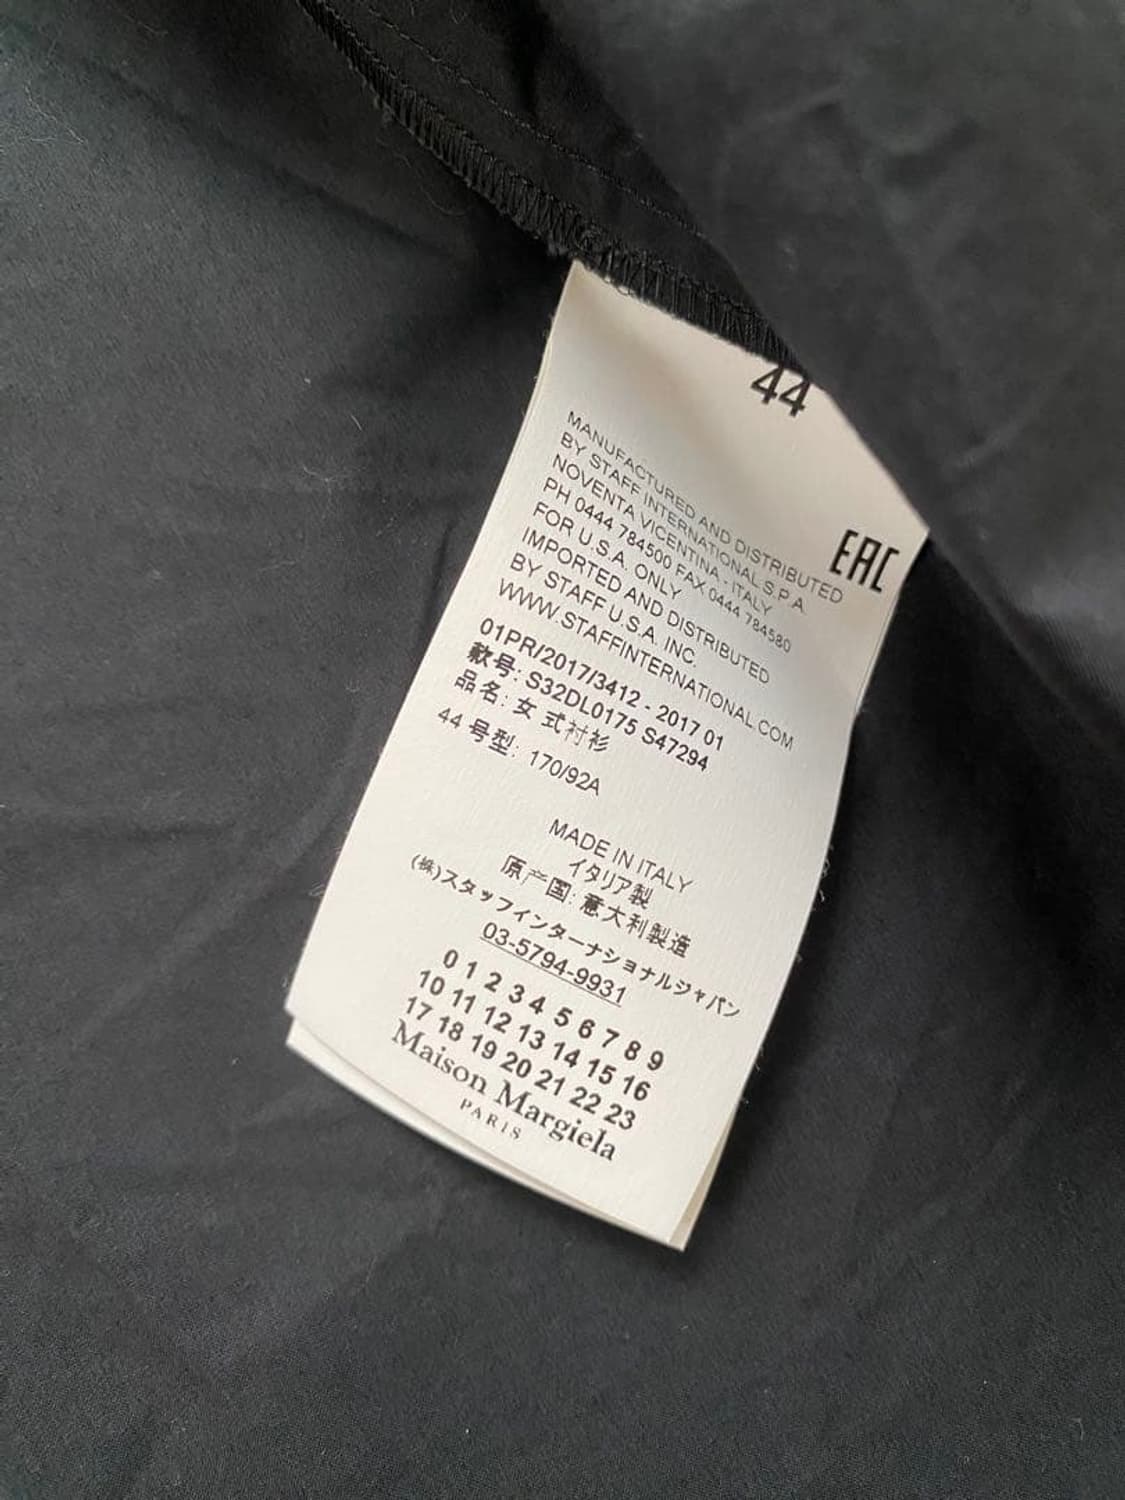 44
EAC
MANUFACTURED AND DISTRIBUTED
BY STAFF INTERNATIONAL S.P.A.
NOVENTA VICENTINA - ITALY
PH 0444 784500 FAX 0444 784580
FOR U.S.A. ONLY
IMPORTED AND DISTRIBUTED
BY STAFF U.S.A. INC.
WWW.STAFFINTERNATIONAL.COM
01PR/2017/3412 - 2017 01
款号: S32DL0175 S47294
品名: 女 式衬衫
44 号型: 170/92A
MADE IN ITALY
イタリア製
原产国: 意大利製造
(株)スタッフインターナショナルジャパン
03-5794-9931
0 1 2 3 4 5 6 7 8 9
10 11 12 13 14 15 16
17 18 19 20 21 22 23
Maison Margiela
PARIS